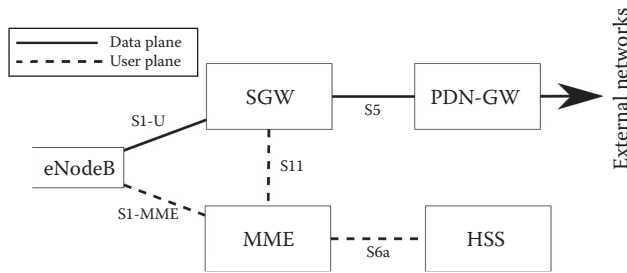 Data plane
User plane
SGW
PDN-GW
External networks
S1-U
S5
eNodeB
S11
S1-MME
MME
S6a
HSS